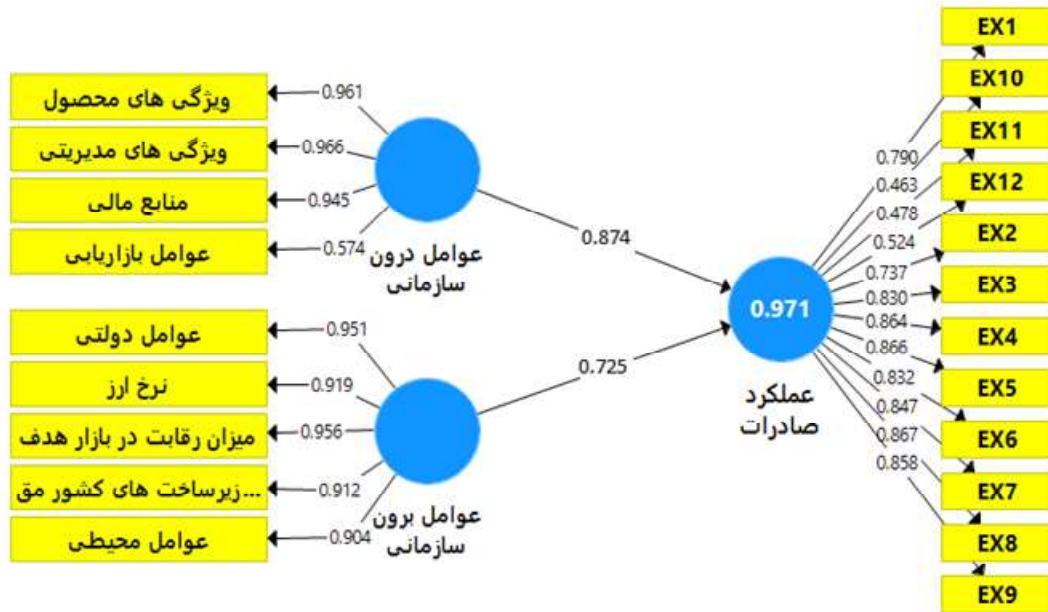 ویژگی های محصول
ویژگی های مدیریتی
منابع مالی
عوامل بازاریابی
0.961
0.966
0.945
0.574
عوامل درون
سازمانی
عوامل دولتی
نرخ ارز
میزان رقابت در بازار هدف
زیرساخت های کشور مق...
عوامل محیطی
0.951
0.919
0.956
0.912
0.904
عوامل برون
سازمانی
0.874
0.725
0.971
عملکرد
صادرات
0.790
0.463
0.478
0.524
0.737
0.830
0.864
0.866
0.832
0.847
0.867
0.858
EX1
EX10
EX11
EX12
EX2
EX3
EX4
EX5
EX6
EX7
EX8
EX9